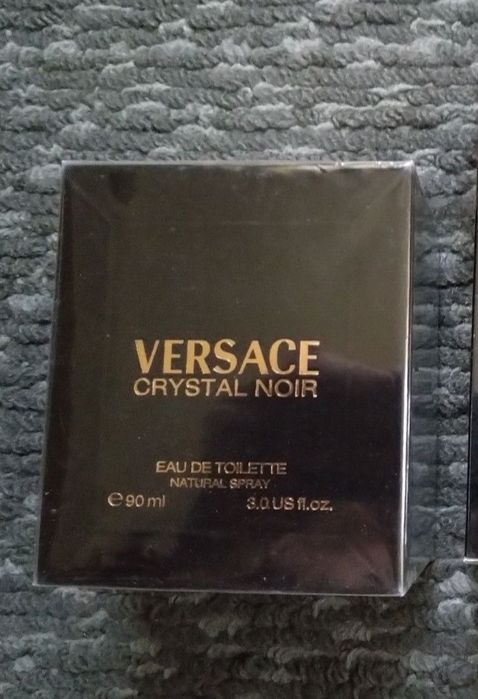 VERSACE
CRYSTAL NOIR
EAU DE TOILETTE
NATURAL SPRAY
℮ 90 ml 3.0 US fl.oz.